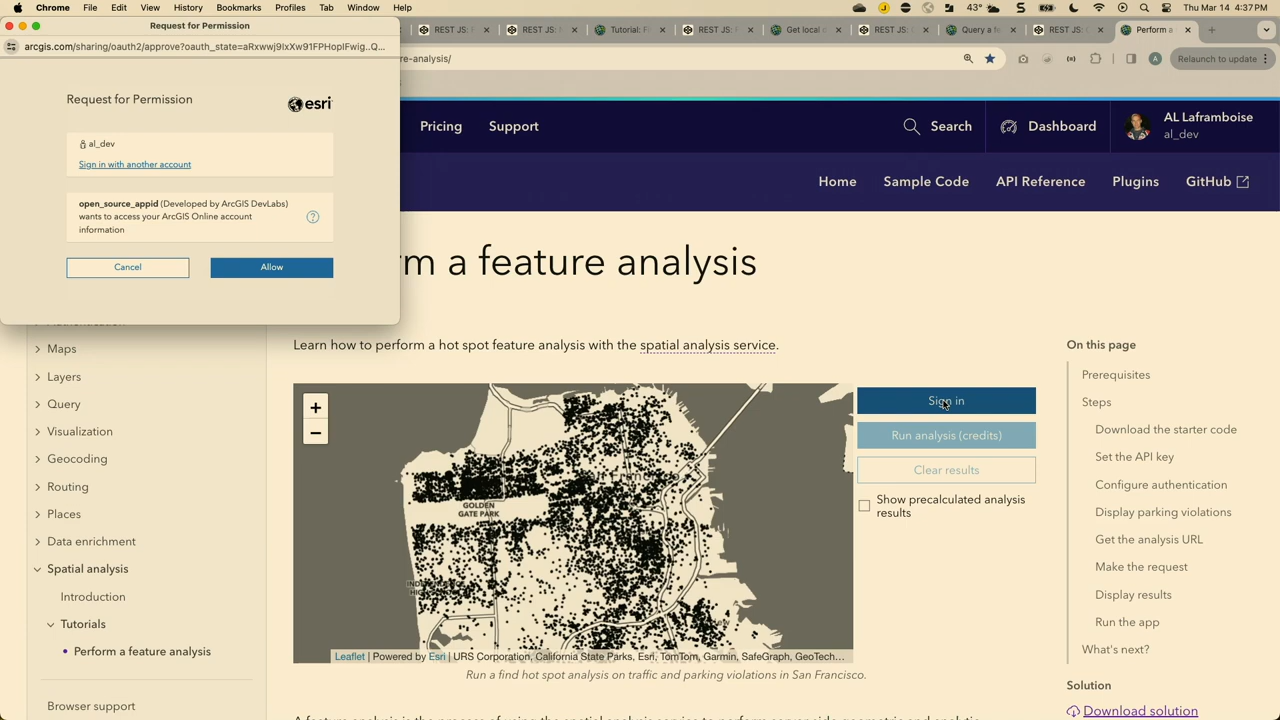 Chrome File Edit View History Bookmarks Profiles Tab Window Help 43° Thu Mar 14 4:37 PM
Request for Permission
arcgis.com/sharing/oauth2/approve?oauth_state=aRxwwj9IxXw91FPHopIFwig..Q...
REST JS: REST JS: Tutorial: F REST JS: F Get local d REST JS: C Query a fe REST JS: C Perform a
re-analysis/
Relaunch to update
Request for Permission
esri
al_dev
Sign in with another account
open_source_appid (Developed by ArcGIS DevLabs)
wants to access your ArcGIS Online account
information
Cancel Allow
Pricing Support Search Dashboard AL Laframboise
al_dev
Home Sample Code API Reference Plugins GitHub
rm a feature analysis
Learn how to perform a hot spot feature analysis with the spatial analysis service.
Maps
Layers
Query
Visualization
Geocoding
Routing
Places
Data enrichment
Spatial analysis
Introduction
Tutorials
Perform a feature analysis
Browser support
+
−
GOLDEN
GATE PARK
Leaflet | Powered by Esri | URS Corporation, California State Parks, Esri, TomTom, Garmin, SafeGraph, GeoTech...
Run a find hot spot analysis on traffic and parking violations in San Francisco.
Sign in
Run analysis (credits)
Clear results
Show precalculated analysis
results
On this page
Prerequisites
Steps
Download the starter code
Set the API key
Configure authentication
Display parking violations
Get the analysis URL
Make the request
Display results
Run the app
What's next?
Solution
Download solution